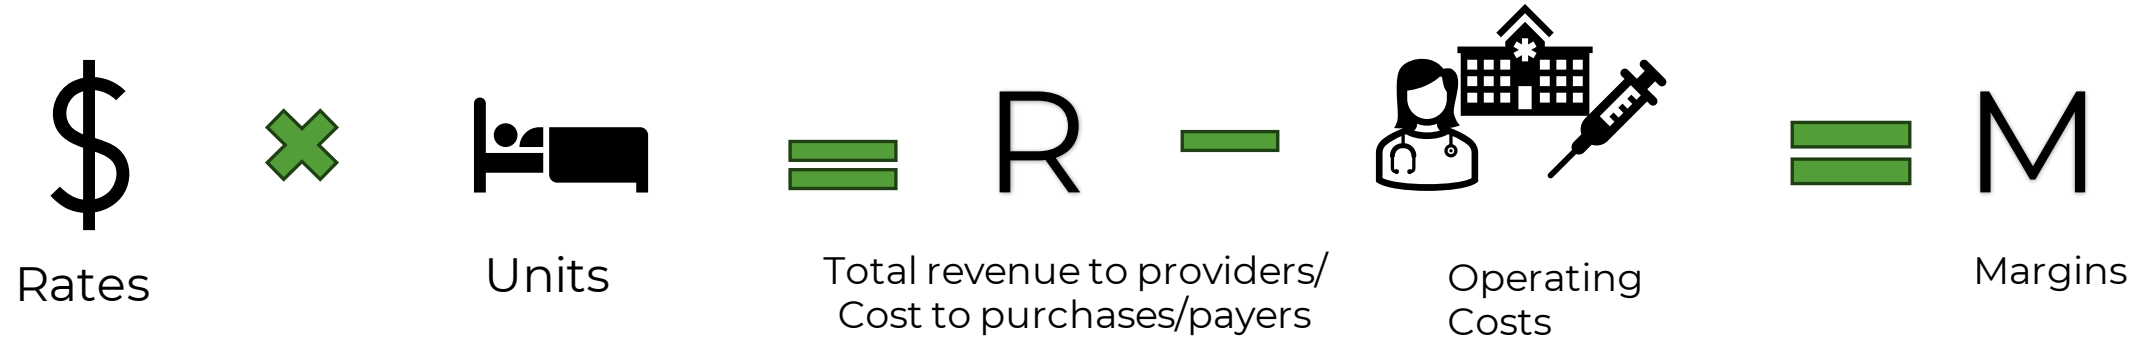 $
R
M
Rates
Units
Total revenue to providers/
Cost to purchases/payers
Operating
Costs
Margins